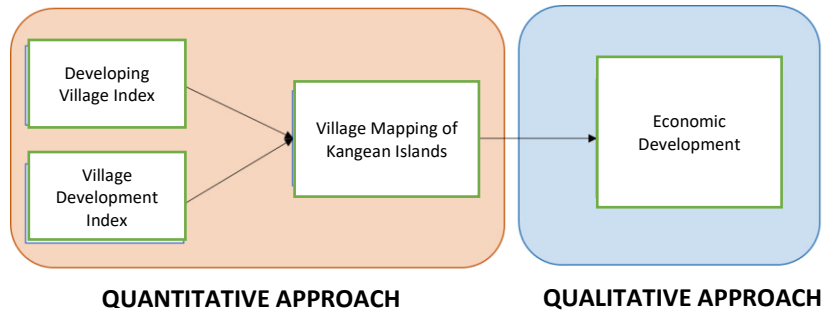 Developing
Village Index
Village
Development
Index
Village Mapping of
Kangean Islands
Economic
Development
QUANTITATIVE APPROACH
QUALITATIVE APPROACH